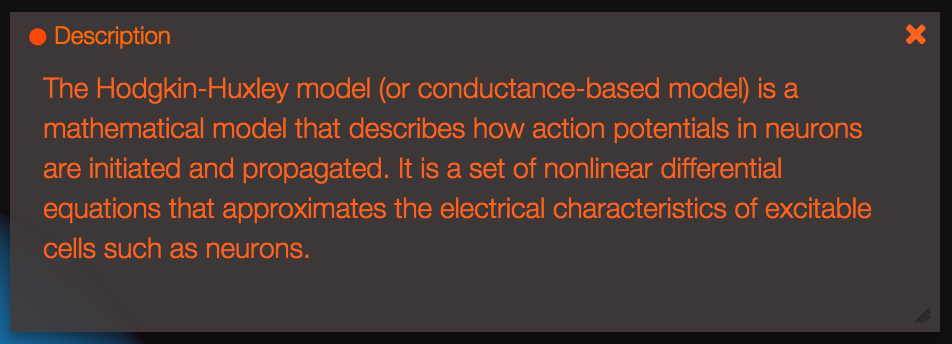 Description
The Hodgkin-Huxley model (or conductance-based model) is a
mathematical model that describes how action potentials in neurons
are initiated and propagated. It is a set of nonlinear differential
equations that approximates the electrical characteristics of excitable
cells such as neurons.